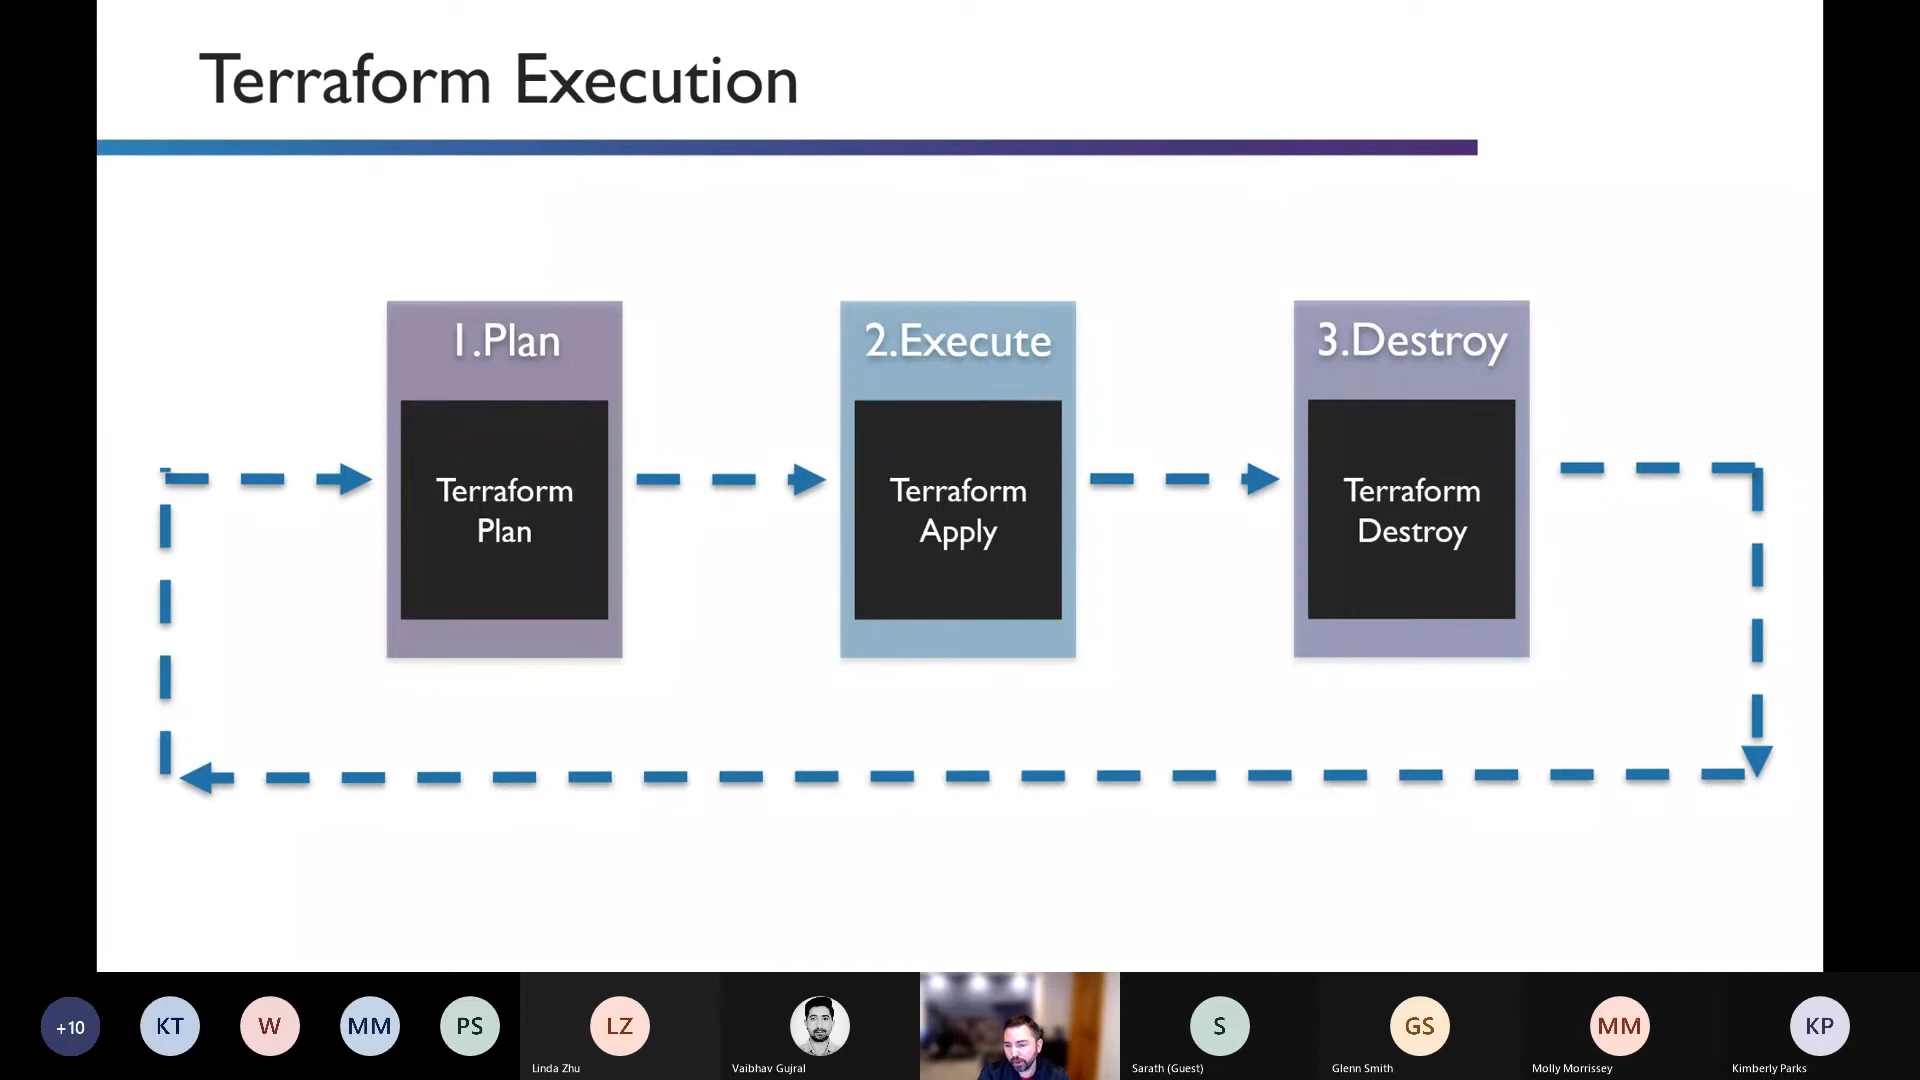 Terraform Execution
1.Plan
2.Execute
3.Destroy
Terraform
Plan
Terraform
Apply
Terraform
Destroy
+10
KT
W
MM
PS
LZ
S
GS
MM
KP
Linda Zhu
Vaibhav Gujral
Sarath (Guest)
Glenn Smith
Molly Morrissey
Kimberly Parks